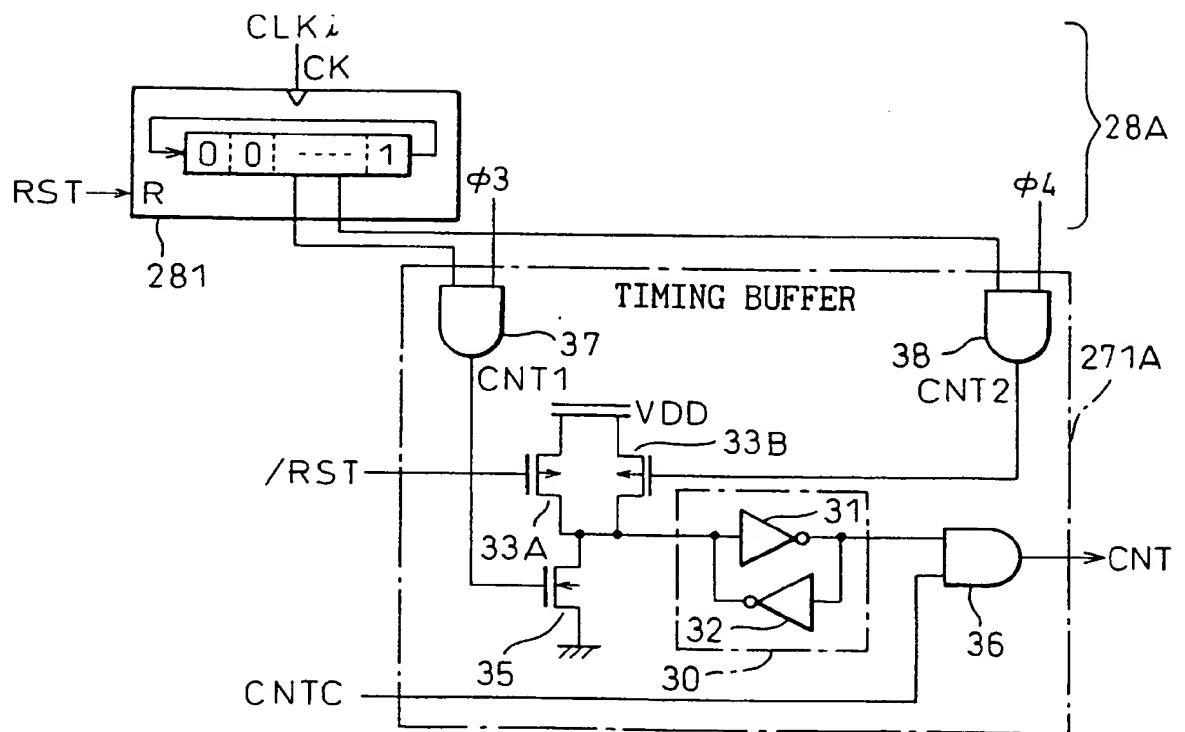 CLKi
CK
28A
0 0 ---- 1
RST
R
φ3
φ4
281
TIMING BUFFER
37
38
271A
CNT1
CNT2
VDD
33B
/RST
31
33A
CNT
32
36
35
30
CNTC